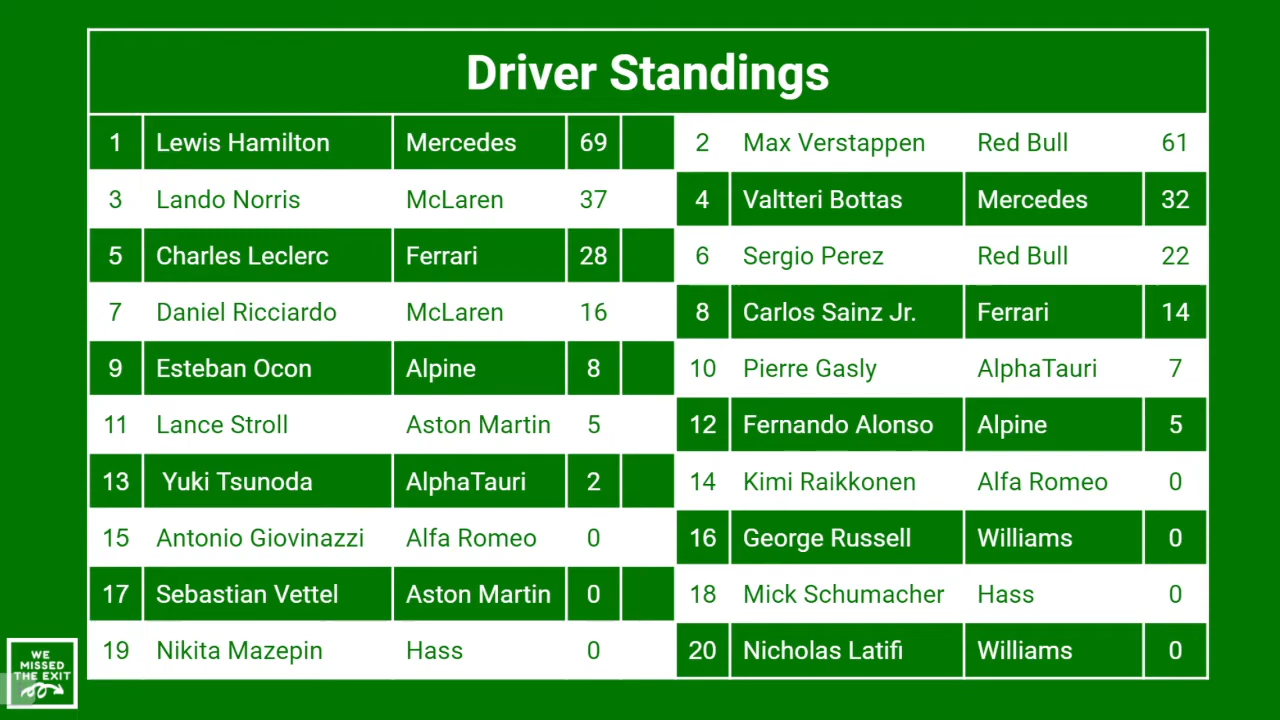 Driver Standings
1 Lewis Hamilton Mercedes 69 2 Max Verstappen Red Bull 61
3 Lando Norris McLaren 37 4 Valtteri Bottas Mercedes 32
5 Charles Leclerc Ferrari 28 6 Sergio Perez Red Bull 22
7 Daniel Ricciardo McLaren 16 8 Carlos Sainz Jr. Ferrari 14
9 Esteban Ocon Alpine 8 10 Pierre Gasly AlphaTauri 7
11 Lance Stroll Aston Martin 5 12 Fernando Alonso Alpine 5
13 Yuki Tsunoda AlphaTauri 2 14 Kimi Raikkonen Alfa Romeo 0
15 Antonio Giovinazzi Alfa Romeo 0 16 George Russell Williams 0
17 Sebastian Vettel Aston Martin 0 18 Mick Schumacher Hass 0
19 Nikita Mazepin Hass 0 20 Nicholas Latifi Williams 0
WE
MISSED
THE EXIT